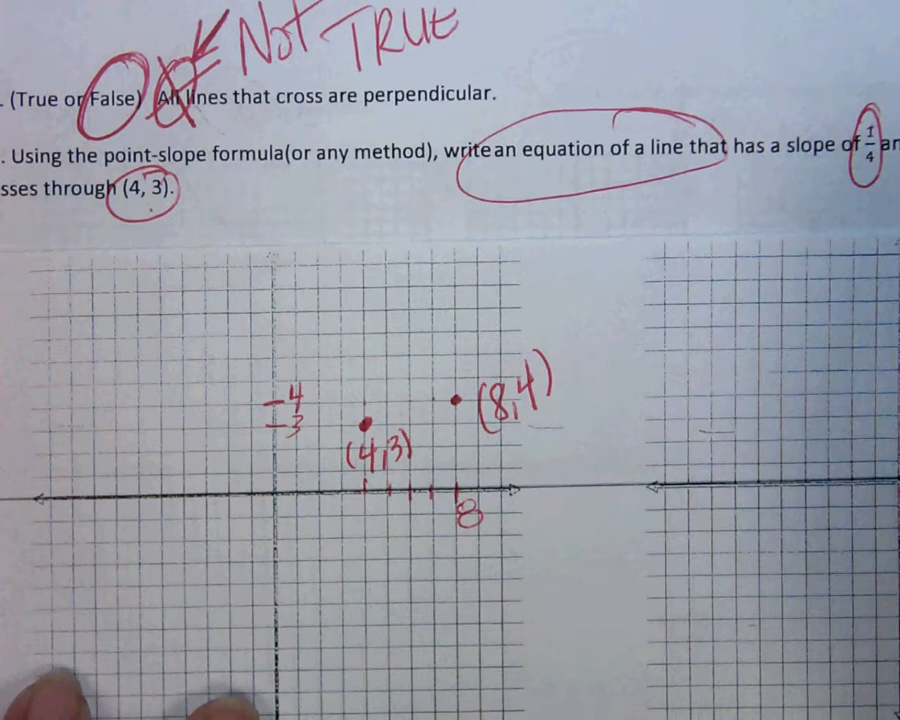 NOT TRUE
. (True or False) All lines that cross are perpendicular.
. Using the point-slope formula(or any method), write an equation of a line that has a slope of 1/4 an
sses through (4, 3).
4
3
(4,3)
(8,4)
8